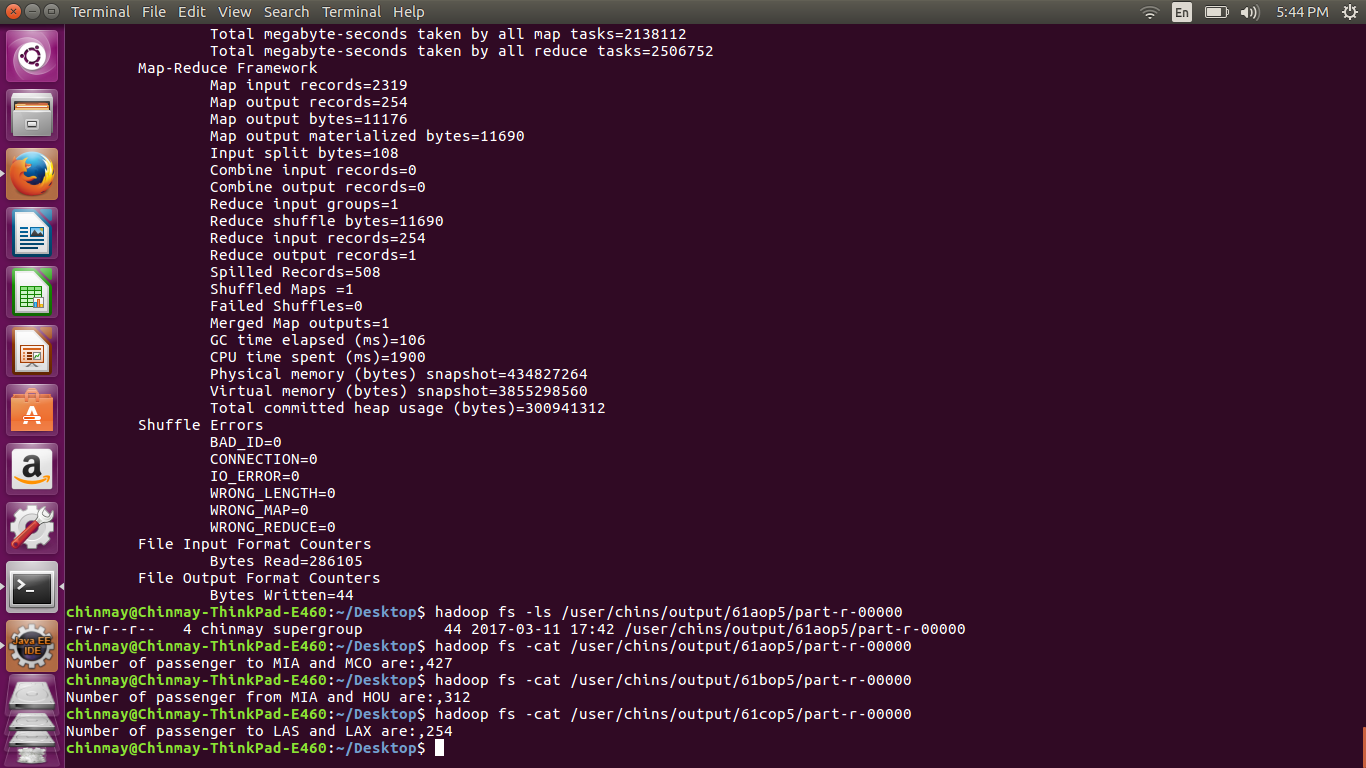 Terminal File Edit View Search Terminal Help En 5:44 PM
Total megabyte-seconds taken by all map tasks=2138112
Total megabyte-seconds taken by all reduce tasks=2506752
Map-Reduce Framework
Map input records=2319
Map output records=254
Map output bytes=11176
Map output materialized bytes=11690
Input split bytes=108
Combine input records=0
Combine output records=0
Reduce input groups=1
Reduce shuffle bytes=11690
Reduce input records=254
Reduce output records=1
Spilled Records=508
Shuffled Maps =1
Failed Shuffles=0
Merged Map outputs=1
GC time elapsed (ms)=106
CPU time spent (ms)=1900
Physical memory (bytes) snapshot=434827264
Virtual memory (bytes) snapshot=3855298560
Total committed heap usage (bytes)=300941312
Shuffle Errors
BAD_ID=0
CONNECTION=0
IO_ERROR=0
WRONG_LENGTH=0
WRONG_MAP=0
WRONG_REDUCE=0
File Input Format Counters
Bytes Read=286105
File Output Format Counters
Bytes Written=44
chinmay@Chinmay-ThinkPad-E460:~/Desktop$ hadoop fs -ls /user/chins/output/61aop5/part-r-00000
-rw-r--r--   4 chinmay supergroup         44 2017-03-11 17:42 /user/chins/output/61aop5/part-r-00000
chinmay@Chinmay-ThinkPad-E460:~/Desktop$ hadoop fs -cat /user/chins/output/61aop5/part-r-00000
Number of passenger to MIA and MCO are:,427
chinmay@Chinmay-ThinkPad-E460:~/Desktop$ hadoop fs -cat /user/chins/output/61bop5/part-r-00000
Number of passenger from MIA and HOU are:,312
chinmay@Chinmay-ThinkPad-E460:~/Desktop$ hadoop fs -cat /user/chins/output/61cop5/part-r-00000
Number of passenger to LAS and LAX are:,254
chinmay@Chinmay-ThinkPad-E460:~/Desktop$
Java EE
IDE